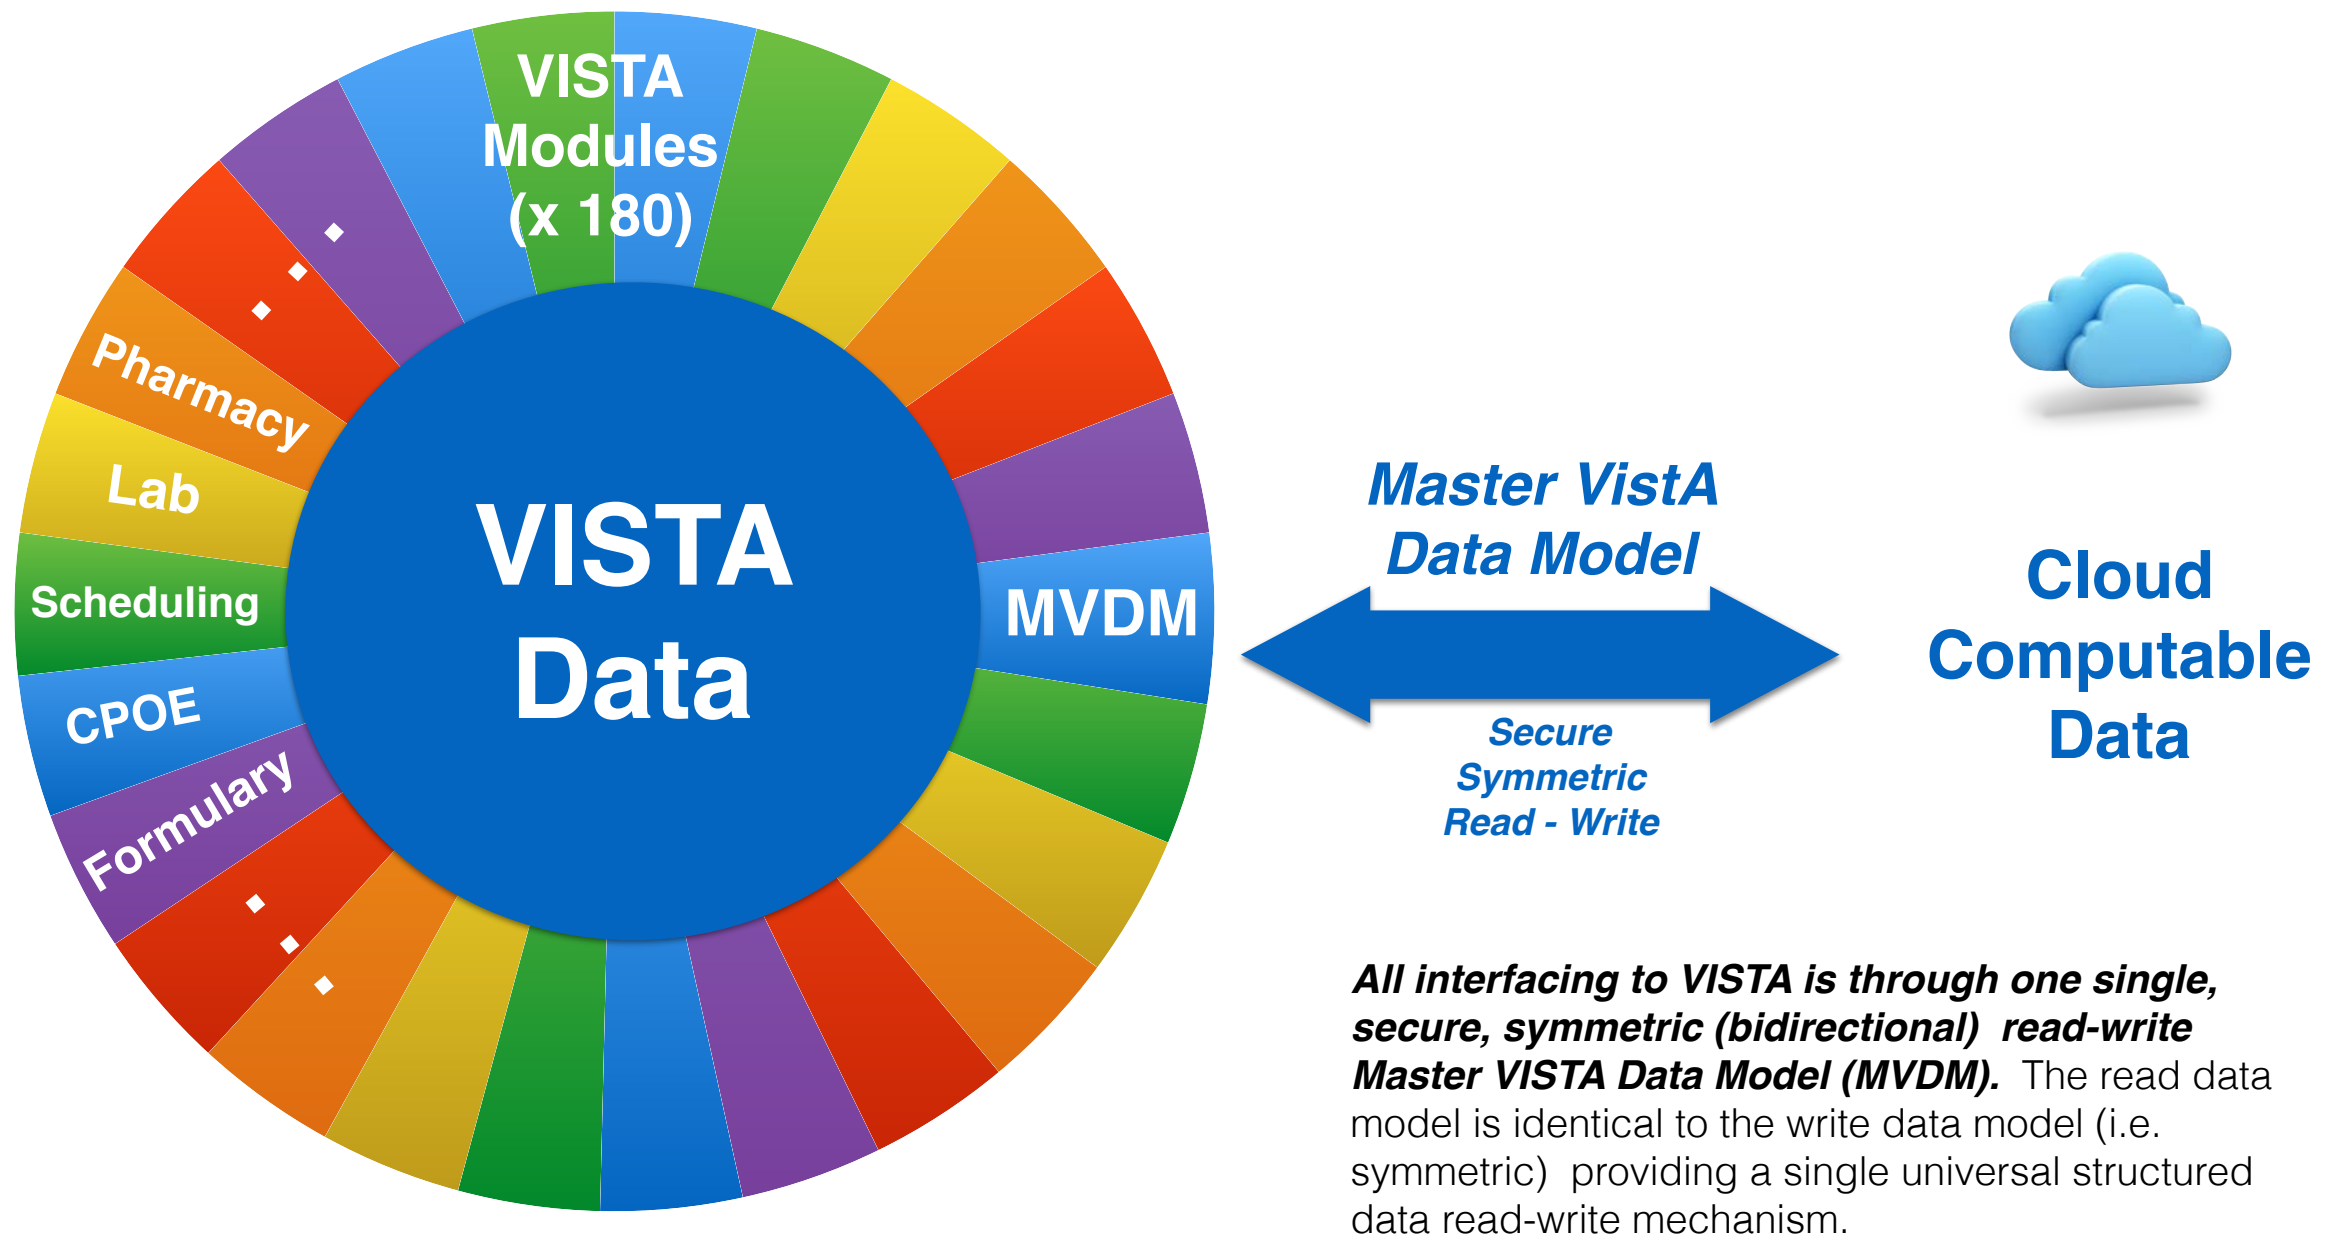 VISTA
Modules
(x 180)
Pharmacy
Lab
Scheduling
CPOE
Formulary
VISTA
Data
MVDM
Master VistA
Data Model
Secure
Symmetric
Read - Write
Cloud
Computable
Data
All interfacing to VISTA is through one single,
secure, symmetric (bidirectional)  read-write
Master VISTA Data Model (MVDM).  The read data
model is identical to the write data model (i.e.
symmetric)  providing a single universal structured
data read-write mechanism.